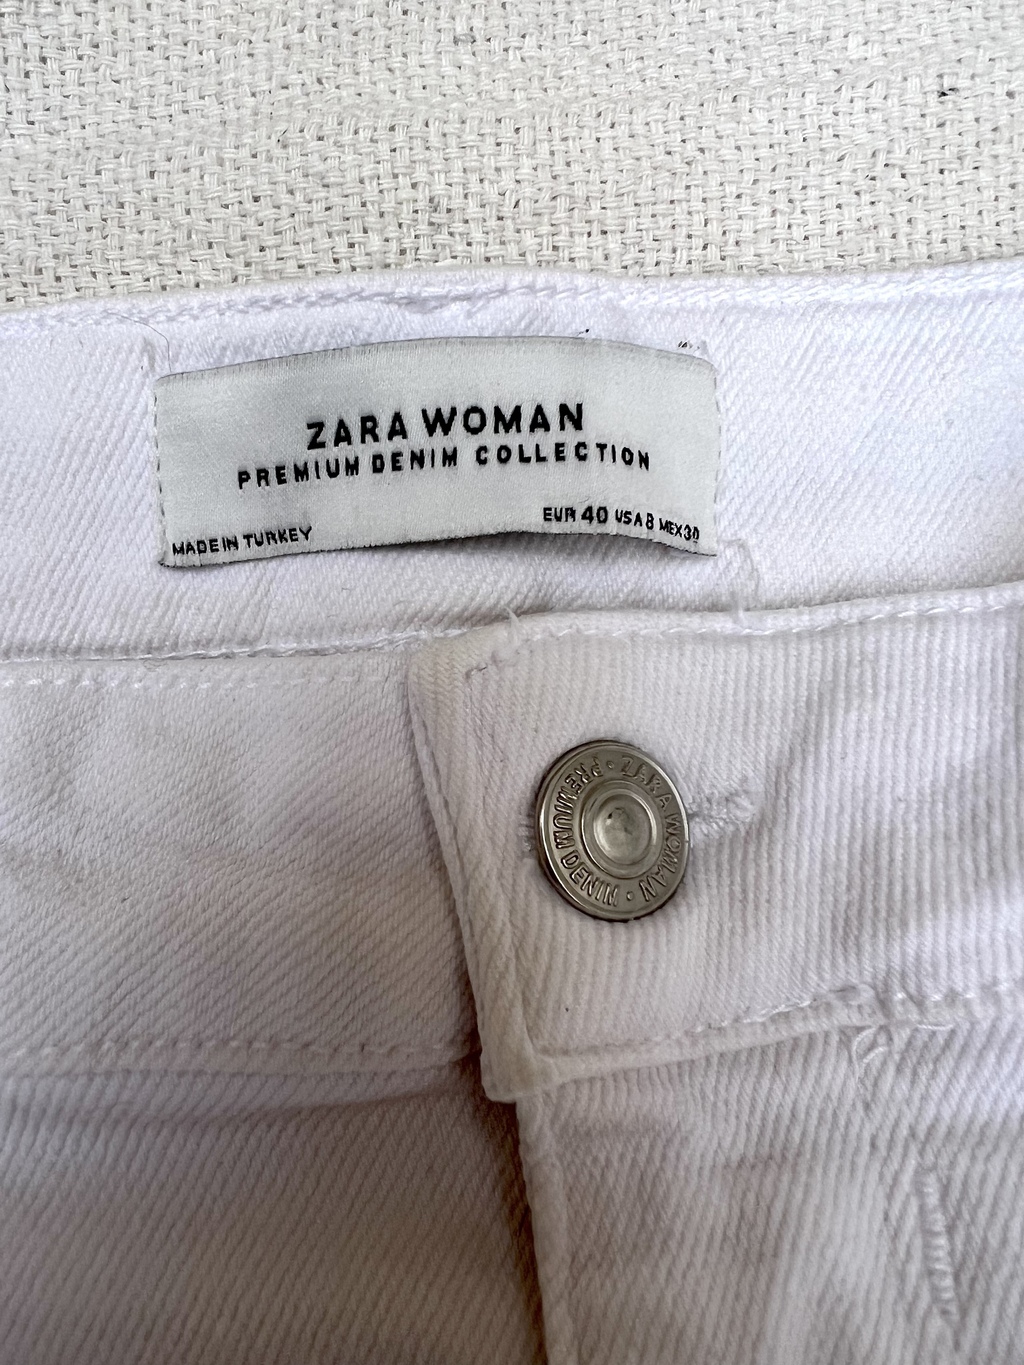 ZARA WOMAN
PREMIUM DENIM COLLECTION
MADE IN TURKEY
EUR 40 USA 8 MEX 30
ZARA WOMAN • PREMIUM DENIM •